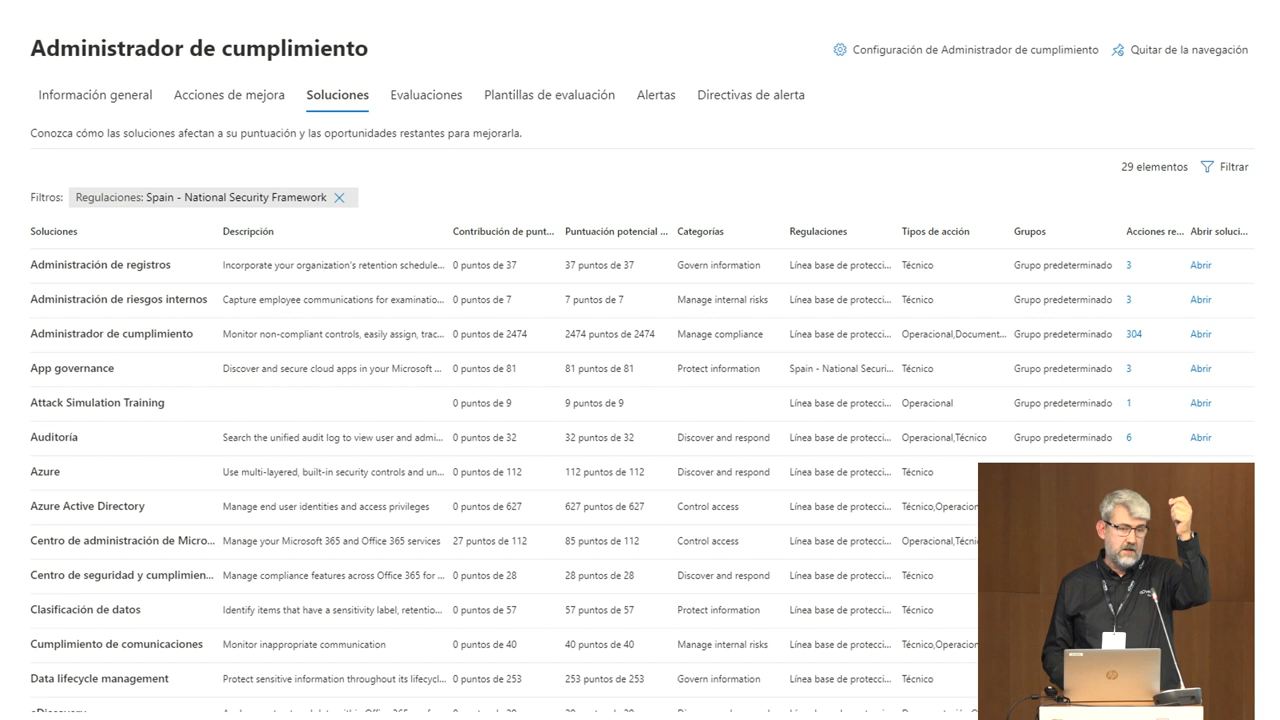 Administrador de cumplimiento
Configuración de Administrador de cumplimiento Quitar de la navegación
Información general Acciones de mejora Soluciones Evaluaciones Plantillas de evaluación Alertas Directivas de alerta
Conozca cómo las soluciones afectan a su puntuación y las oportunidades restantes para mejorarla.
29 elementos Filtrar
Filtros: Regulaciones: Spain - National Security Framework
Soluciones Descripción Contribución de punt... Puntuación potencial ... Categorías Regulaciones Tipos de acción Grupos Acciones re... Abrir soluci...
Administración de registros Incorporate your organization's retention schedule... 0 puntos de 37 37 puntos de 37 Govern information Línea base de protecci... Técnico Grupo predeterminado 3 Abrir
Administración de riesgos internos Capture employee communications for examinatio... 0 puntos de 7 7 puntos de 7 Manage internal risks Línea base de protecci... Técnico Grupo predeterminado 3 Abrir
Administrador de cumplimiento Monitor non-compliant controls, easily assign, trac... 0 puntos de 2474 2474 puntos de 2474 Manage compliance Línea base de protecci... Operacional,Document... Grupo predeterminado 304 Abrir
App governance Discover and secure cloud apps in your Microsoft ... 0 puntos de 81 81 puntos de 81 Protect information Spain - National Securi... Técnico Grupo predeterminado 3 Abrir
Attack Simulation Training 0 puntos de 9 9 puntos de 9 Línea base de protecci... Operacional Grupo predeterminado 1 Abrir
Auditoría Search the unified audit log to view user and admi... 0 puntos de 32 32 puntos de 32 Discover and respond Línea base de protecci... Operacional,Técnico Grupo predeterminado 6 Abrir
Azure Use multi-layered, built-in security controls and un... 0 puntos de 112 112 puntos de 112 Discover and respond Línea base de protecci... Técnico
Azure Active Directory Manage end user identities and access privileges 0 puntos de 627 627 puntos de 627 Control access Línea base de protecci... Técnico,Operacion
Centro de administración de Micro... Manage your Microsoft 365 and Office 365 services 27 puntos de 112 85 puntos de 112 Control access Línea base de protecci... Operacional,Técni
Centro de seguridad y cumplimien... Manage compliance features across Office 365 for ... 0 puntos de 28 28 puntos de 28 Discover and respond Línea base de protecci... Técnico
Clasificación de datos Identify items that have a sensitivity label, retentio... 0 puntos de 57 57 puntos de 57 Protect information Línea base de protecci... Técnico
Cumplimiento de comunicaciones Monitor inappropriate communication 0 puntos de 40 40 puntos de 40 Manage internal risks Línea base de protecci... Técnico,Operacion
Data lifecycle management Protect sensitive information throughout its lifecycl... 0 puntos de 253 253 puntos de 253 Govern information Línea base de protecci... Técnico